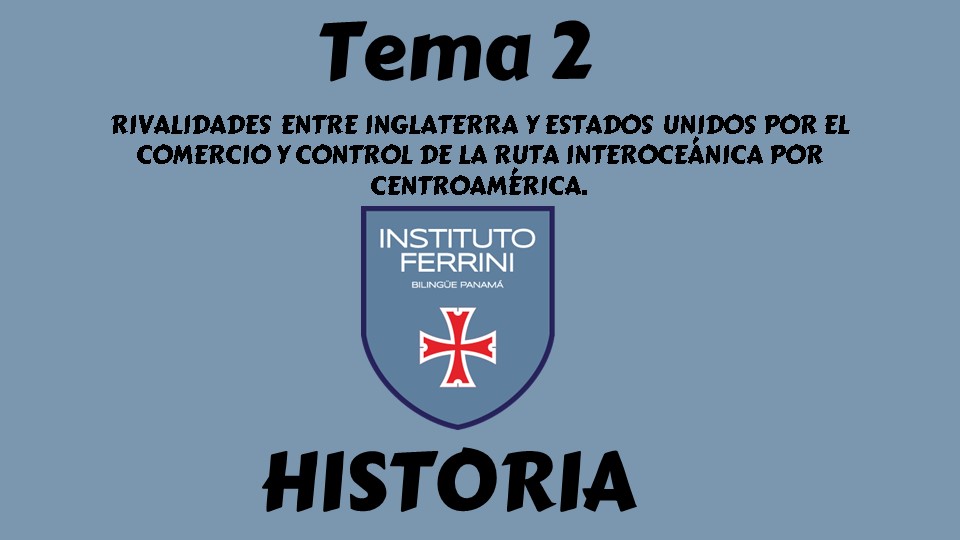 Tema 2
RIVALIDADES ENTRE INGLATERRA Y ESTADOS UNIDOS POR EL
COMERCIO Y CONTROL DE LA RUTA INTEROCEÁNICA POR
CENTROAMÉRICA.
INSTITUTO
FERRINI
BILINGÜE PANAMÁ
HISTORIA